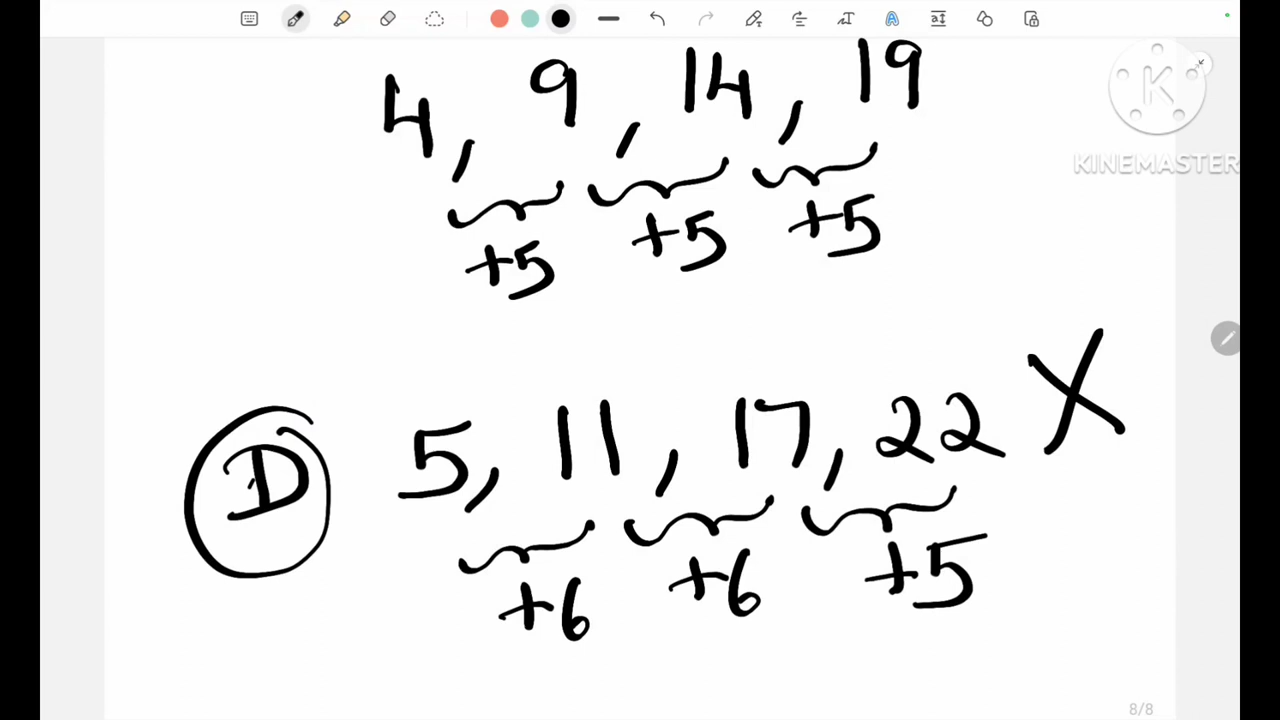 4, 9, 14, 19
+5 +5 +5
K
KINEMASTER
D 5, 11, 17, 22 X
+6 +6 +5
8/8